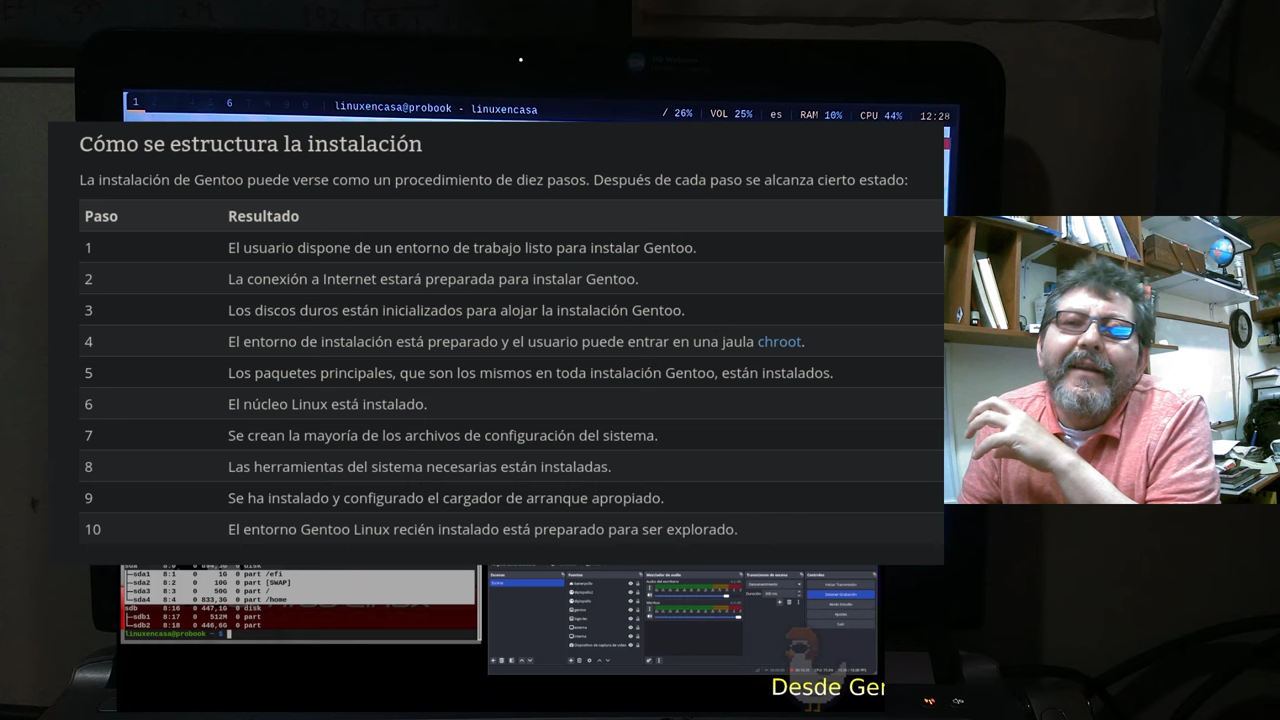 1 6 linuxencasa@probook - linuxencasa / 26% VOL 25% es RAM 10% CPU 44% 12:28
Cómo se estructura la instalación
La instalación de Gentoo puede verse como un procedimiento de diez pasos. Después de cada paso se alcanza cierto estado:
Paso Resultado
1 El usuario dispone de un entorno de trabajo listo para instalar Gentoo.
2 La conexión a Internet estará preparada para instalar Gentoo.
3 Los discos duros están inicializados para alojar la instalación Gentoo.
4 El entorno de instalación está preparado y el usuario puede entrar en una jaula chroot.
5 Los paquetes principales, que son los mismos en toda instalación Gentoo, están instalados.
6 El núcleo Linux está instalado.
7 Se crean la mayoría de los archivos de configuración del sistema.
8 Las herramientas del sistema necesarias están instaladas.
9 Se ha instalado y configurado el cargador de arranque apropiado.
10 El entorno Gentoo Linux recién instalado está preparado para ser explorado.
├─sda1 8:1 0 1G 0 part /efi
├─sda2 8:2 0 10G 0 part [SWAP]
├─sda3 8:3 0 50G 0 part /
└─sda4 8:4 0 833,3G 0 part /home
sdb 8:16 0 447,1G 0 disk
├─sdb1 8:17 0 512M 0 part
└─sdb2 8:18 0 446,6G 0 part
linuxencasa@probook ~ $
Desde Gen